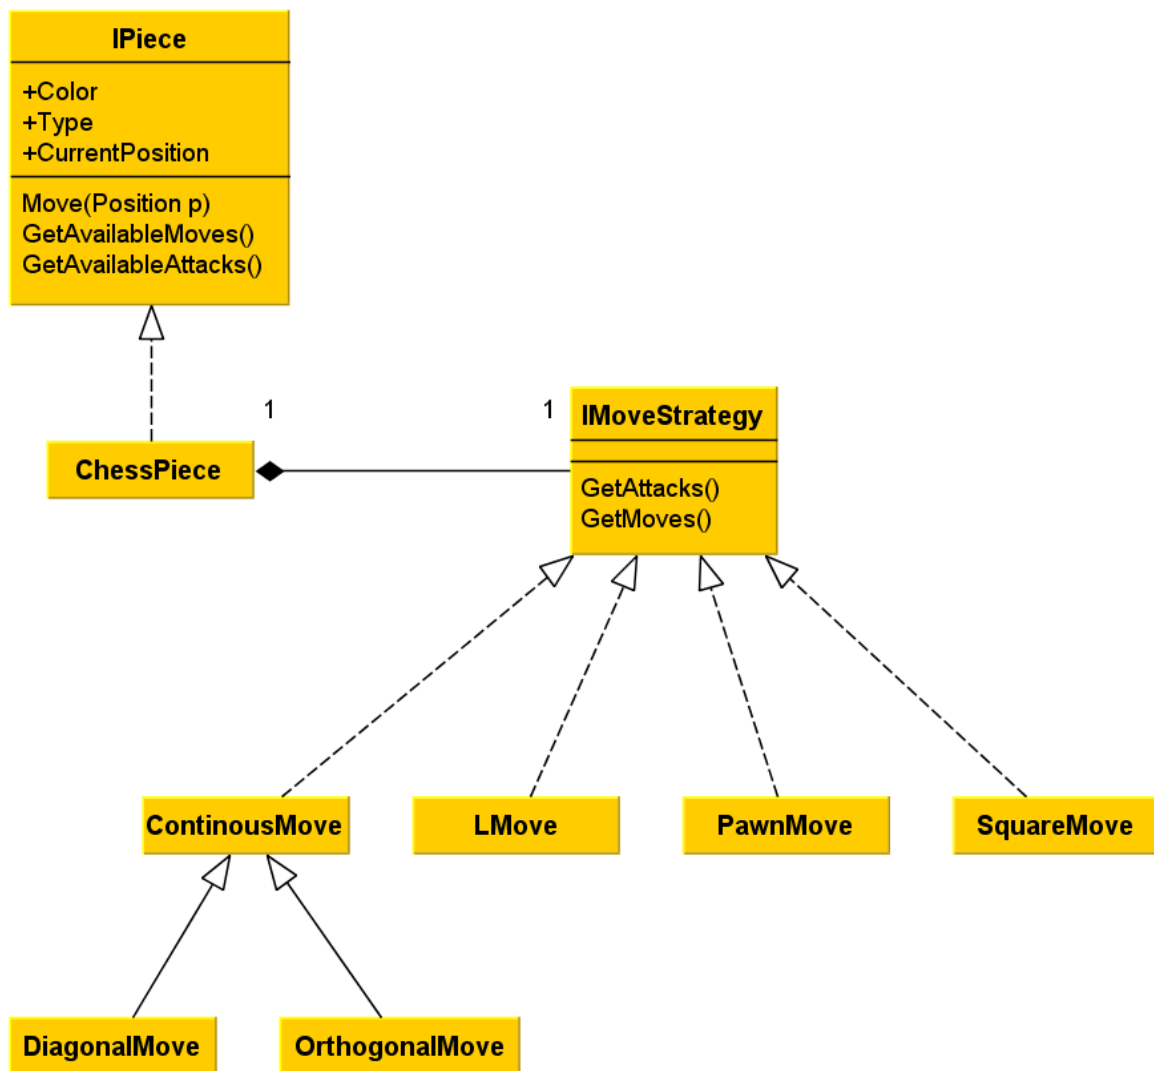 IPiece
+Color
+Type
+CurrentPosition
Move(Position p)
GetAvailableMoves()
GetAvailableAttacks()
1
1
IMoveStrategy
ChessPiece
GetAttacks()
GetMoves()
ContinousMove
LMove
PawnMove
SquareMove
DiagonalMove
OrthogonalMove